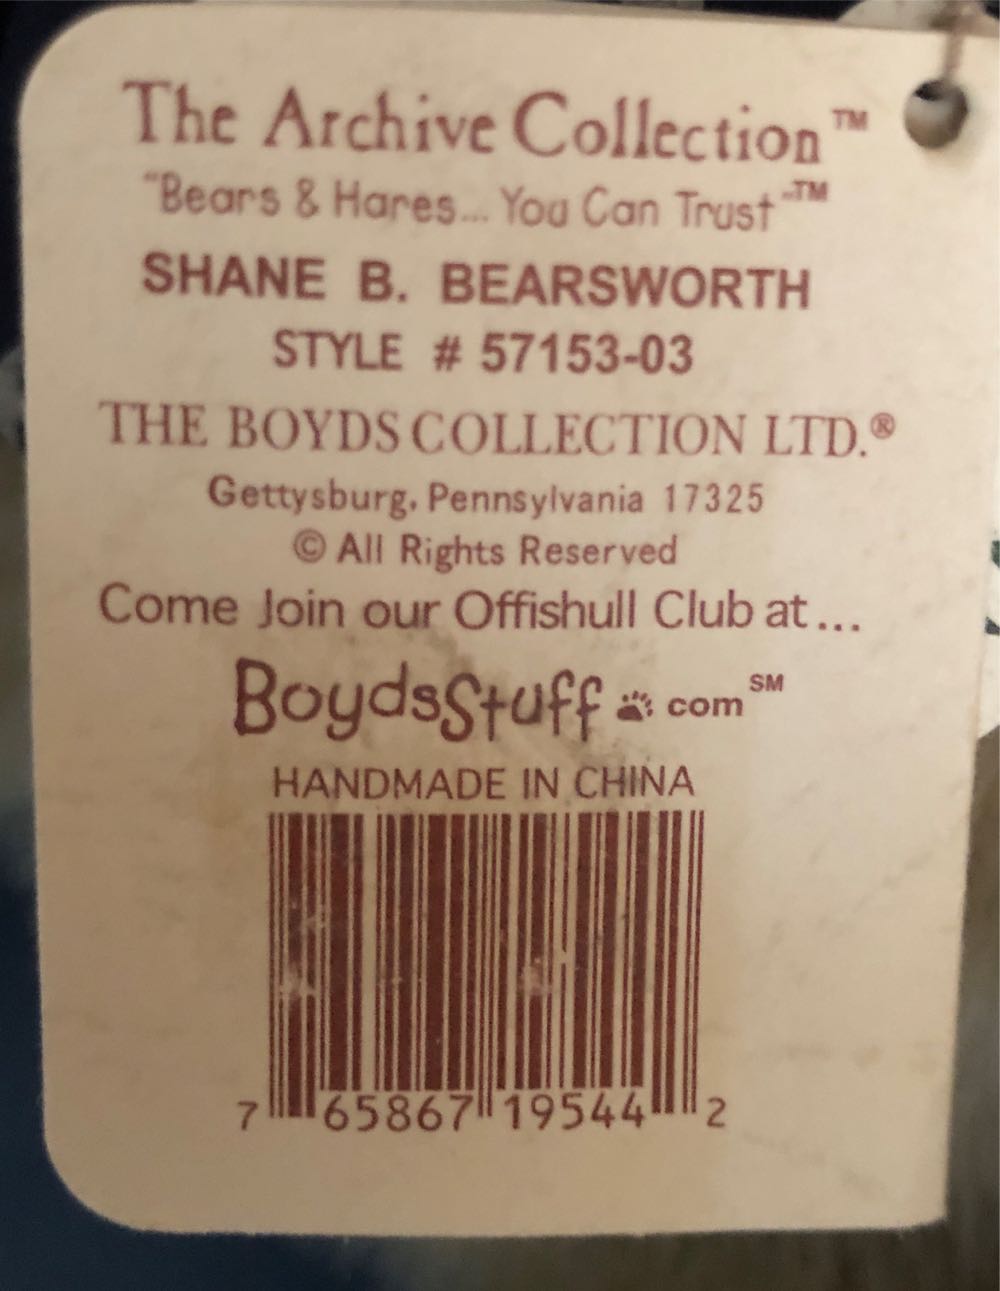 The Archive Collection™
"Bears & Hares... You Can Trust"™
SHANE B. BEARSWORTH
STYLE # 57153-03
THE BOYDS COLLECTION LTD.®
Gettysburg, Pennsylvania 17325
© All Rights Reserved
Come Join our Offishull Club at...
BoydsStuff.com℠
HANDMADE IN CHINA
7 65867 19544 2